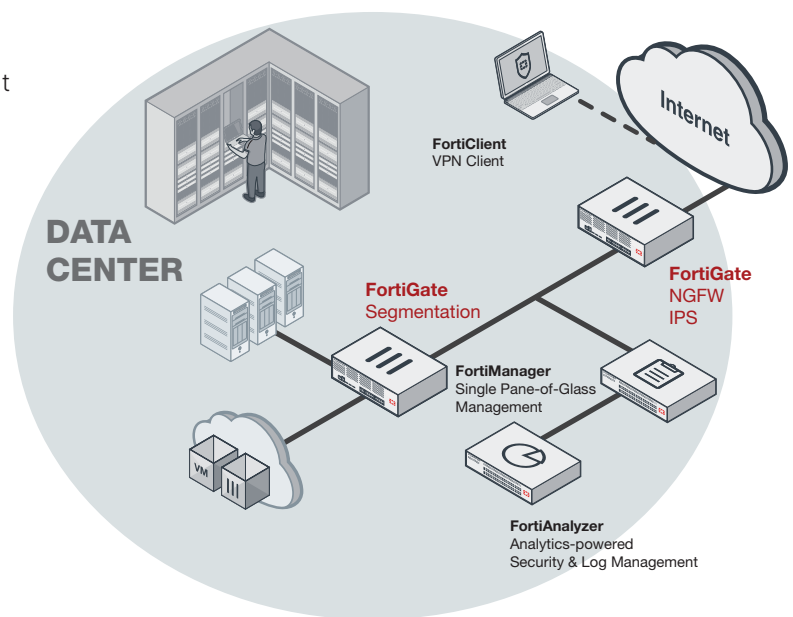 t
Internet
FortiClient
VPN Client
DATA
CENTER
FortiGate
NGFW
IPS
FortiGate
Segmentation
FortiManager
Single Pane-of-Glass
Management
VM
FortiAnalyzer
Analytics-powered
Security & Log Management